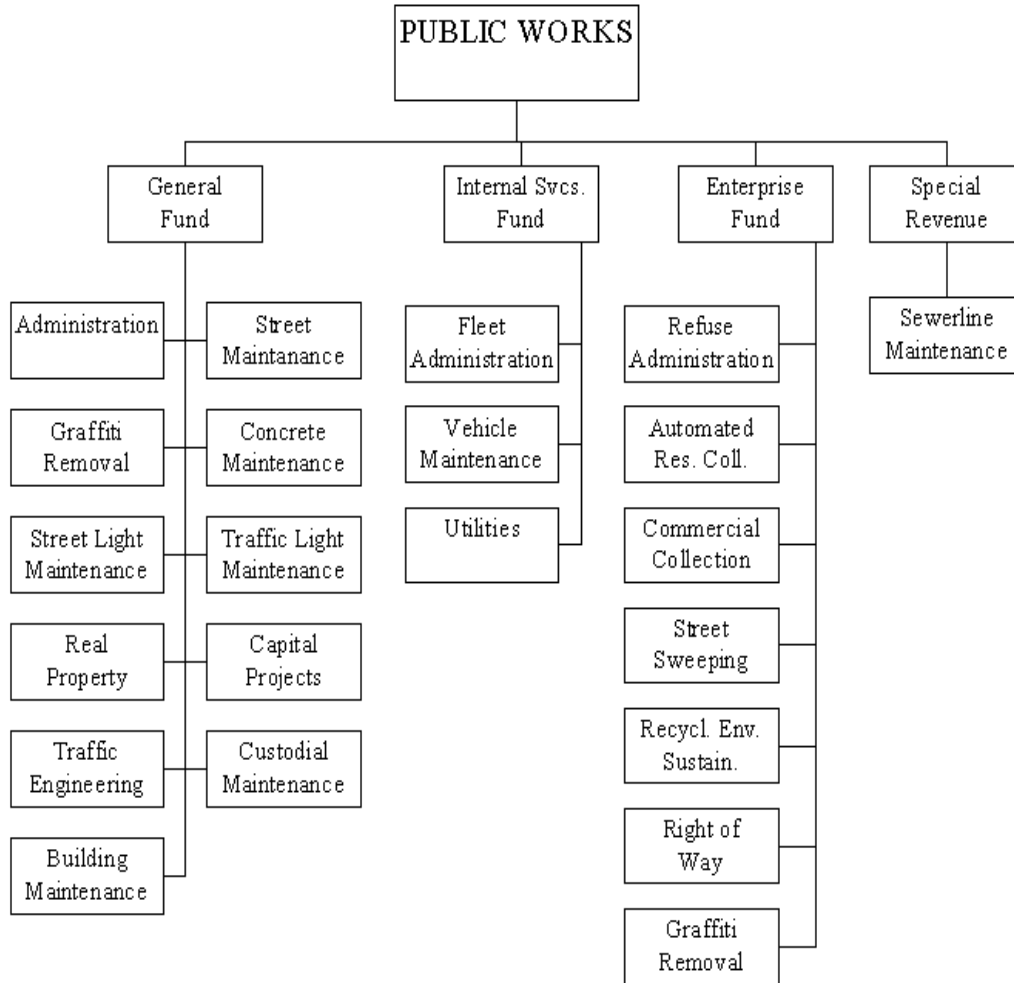 PUBLIC WORKS
General
Fund
Internal Svcs.
Fund
Enterprise
Fund
Special
Revenue
Administration
Street
Maintanance
Graffiti
Removal
Concrete
Maintenance
Street Light
Maintenance
Traffic Light
Maintenance
Real
Property
Capital
Projects
Traffic
Engineering
Custodial
Maintenance
Building
Maintenance
Fleet
Administration
Vehicle
Maintenance
Utilities
Refuse
Administration
Automated
Res. Coll.
Commercial
Collection
Street
Sweeping
Recycl. Env.
Sustain.
Right of
Way
Graffiti
Removal
Sewerline
Maintenance